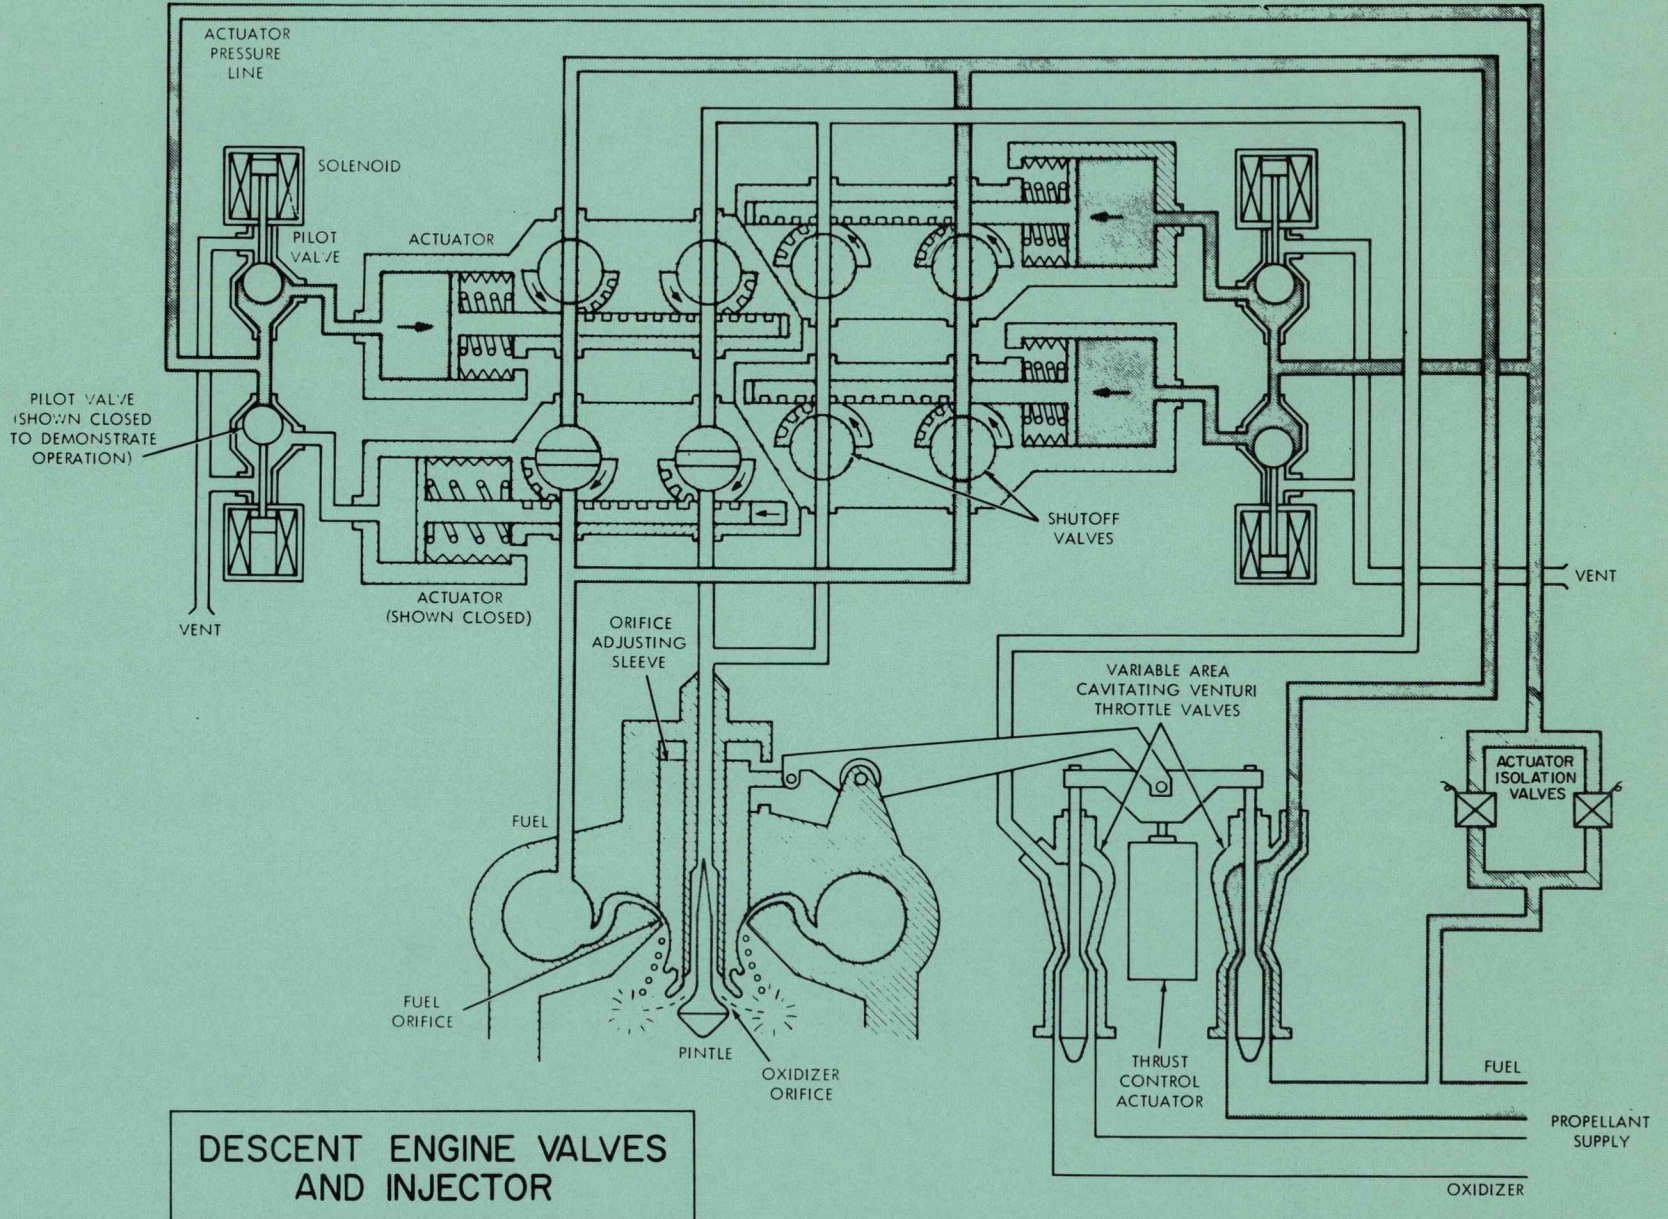 ACTUATOR
PRESSURE
LINE
SOLENOID
PILOT
VALVE
ACTUATOR
PILOT VALVE
(SHOWN CLOSED
TO DEMONSTRATE
OPERATION)
SHUTOFF
VALVES
VENT
ACTUATOR
(SHOWN CLOSED)
VENT
ORIFICE
ADJUSTING
SLEEVE
VARIABLE AREA
CAVITATING VENTURI
THROTTLE VALVES
ACTUATOR
ISOLATION
VALVES
FUEL
FUEL
ORIFICE
PINTLE
OXIDIZER
ORIFICE
THRUST
CONTROL
ACTUATOR
FUEL
PROPELLANT
SUPPLY
OXIDIZER
DESCENT ENGINE VALVES
AND INJECTOR